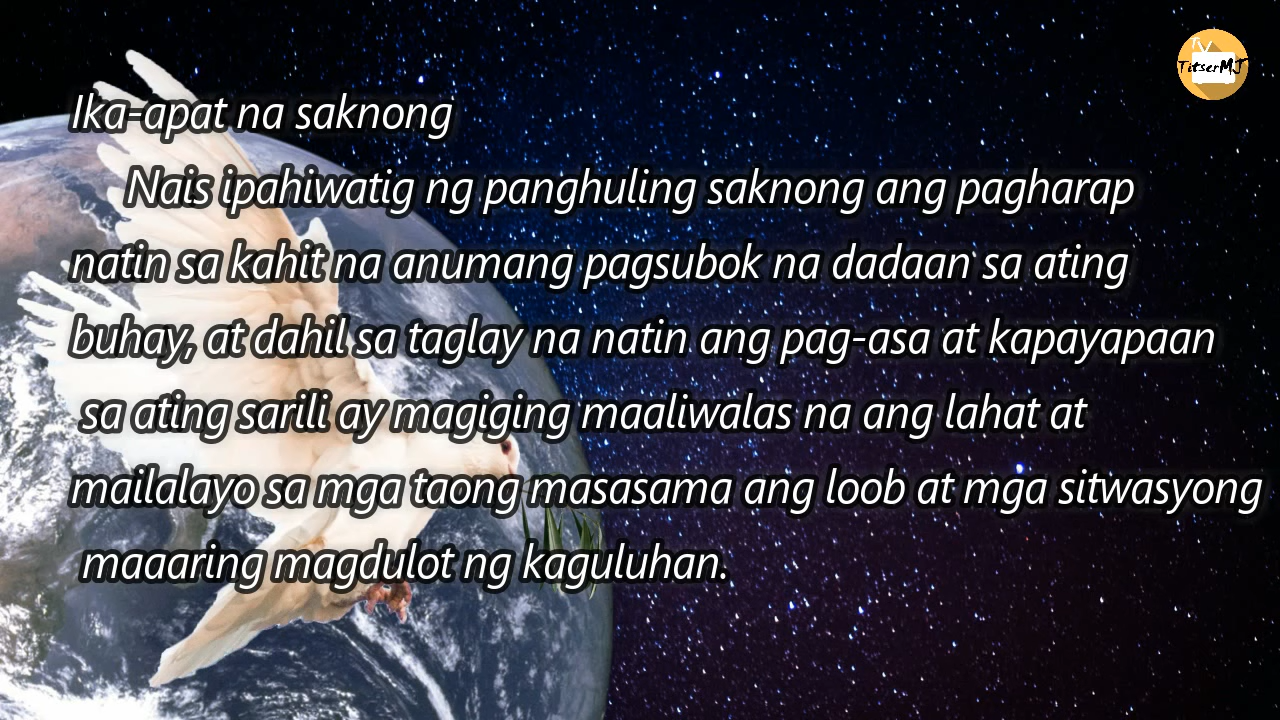 TV
TitserMJ
Ika-apat na saknong
Nais ipahiwatig ng panghuling saknong ang pagharap
natin sa kahit na anumang pagsubok na dadaan sa ating
buhay, at dahil sa taglay na natin ang pag-asa at kapayapaan
sa ating sarili ay magiging maaliwalas na ang lahat at
mailalayo sa mga taong masasama ang loob at mga sitwasyong
maaaring magdulot ng kaguluhan.